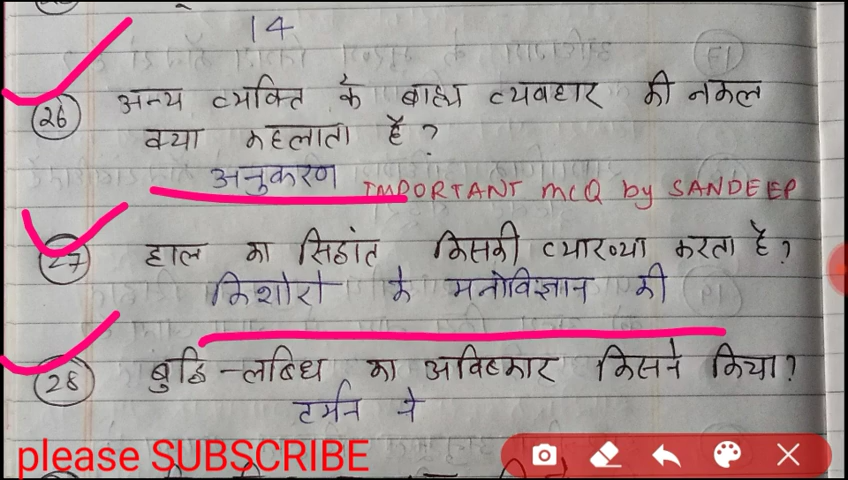 14
26 अन्य व्यक्ति के बाह्य व्यवहार की नकल
क्या कहलाता है?
अनुकरण
IMPORTANT MCQ by SANDEEP
27 हाल का सिद्धांत किसकी व्याख्या करता है?
किशोरो के मनोविज्ञान की
28 बुद्धि-लब्धि का अविष्कार किसने किया?
टर्मन ने
please SUBSCRIBE